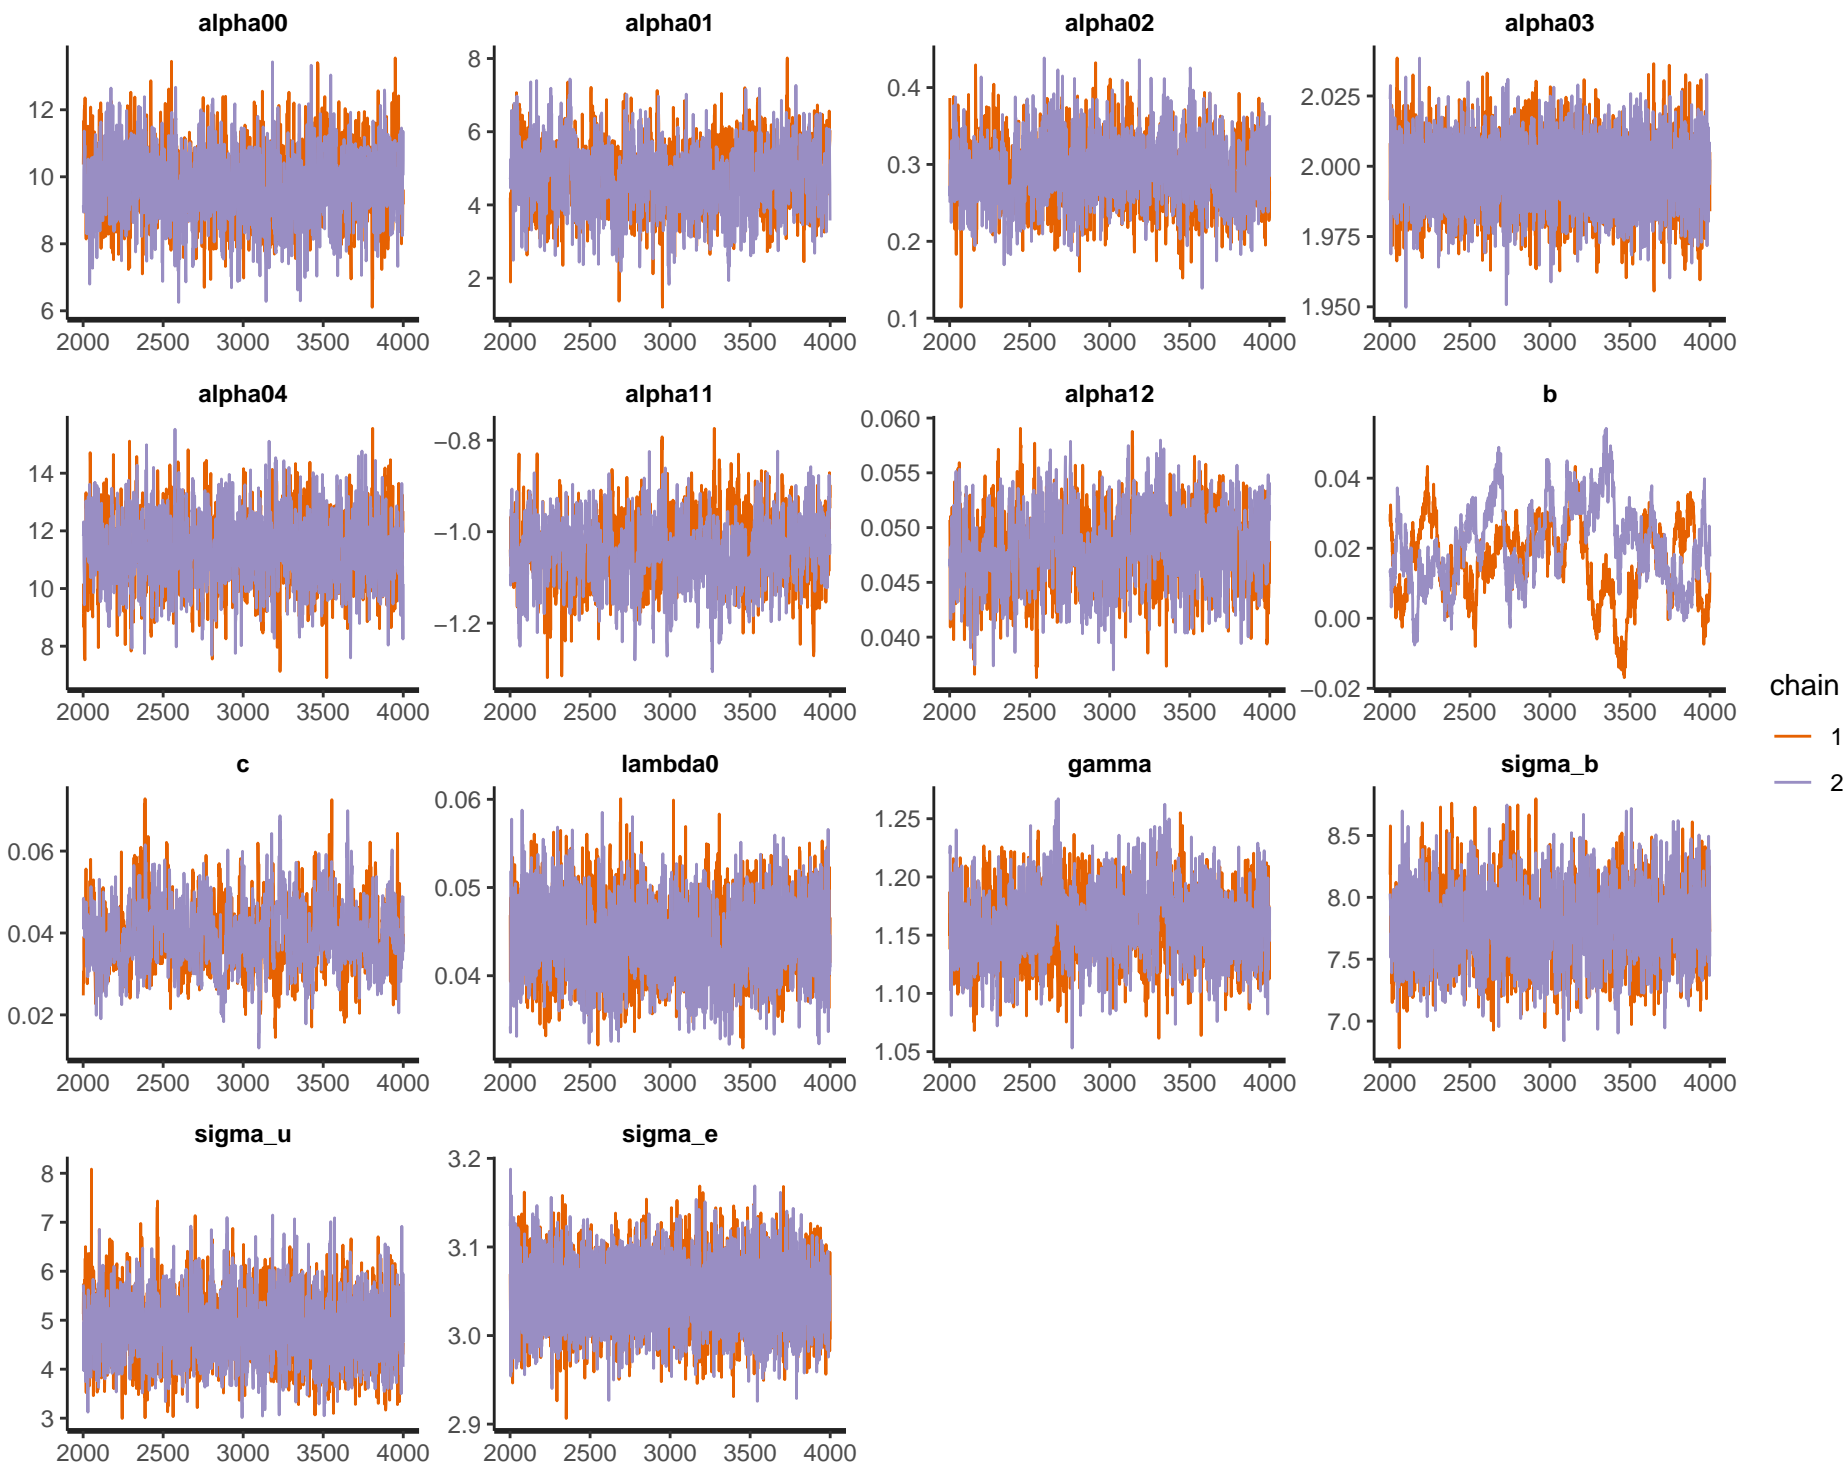 alpha00 alpha01 alpha02 alpha03
12 10 8 6
8 6 4 2
0.4 0.3 0.2 0.1
2.025 2.000 1.975 1.950
2000 2500 3000 3500 4000 2000 2500 3000 3500 4000 2000 2500 3000 3500 4000 2000 2500 3000 3500 4000
alpha04 alpha11 alpha12 b
14 12 10 8
−0.8 −1.0 −1.2
0.060 0.055 0.050 0.045 0.040
0.04 0.02 0.00 −0.02
2000 2500 3000 3500 4000 2000 2500 3000 3500 4000 2000 2500 3000 3500 4000 2000 2500 3000 3500 4000
c lambda0 gamma sigma_b
0.06 0.04 0.02
0.06 0.05 0.04
1.25 1.20 1.15 1.10 1.05
8.5 8.0 7.5 7.0
2000 2500 3000 3500 4000 2000 2500 3000 3500 4000 2000 2500 3000 3500 4000 2000 2500 3000 3500 4000
sigma_u sigma_e
8 7 6 5 4 3
3.2 3.1 3.0 2.9
2000 2500 3000 3500 4000 2000 2500 3000 3500 4000
chain
1
2